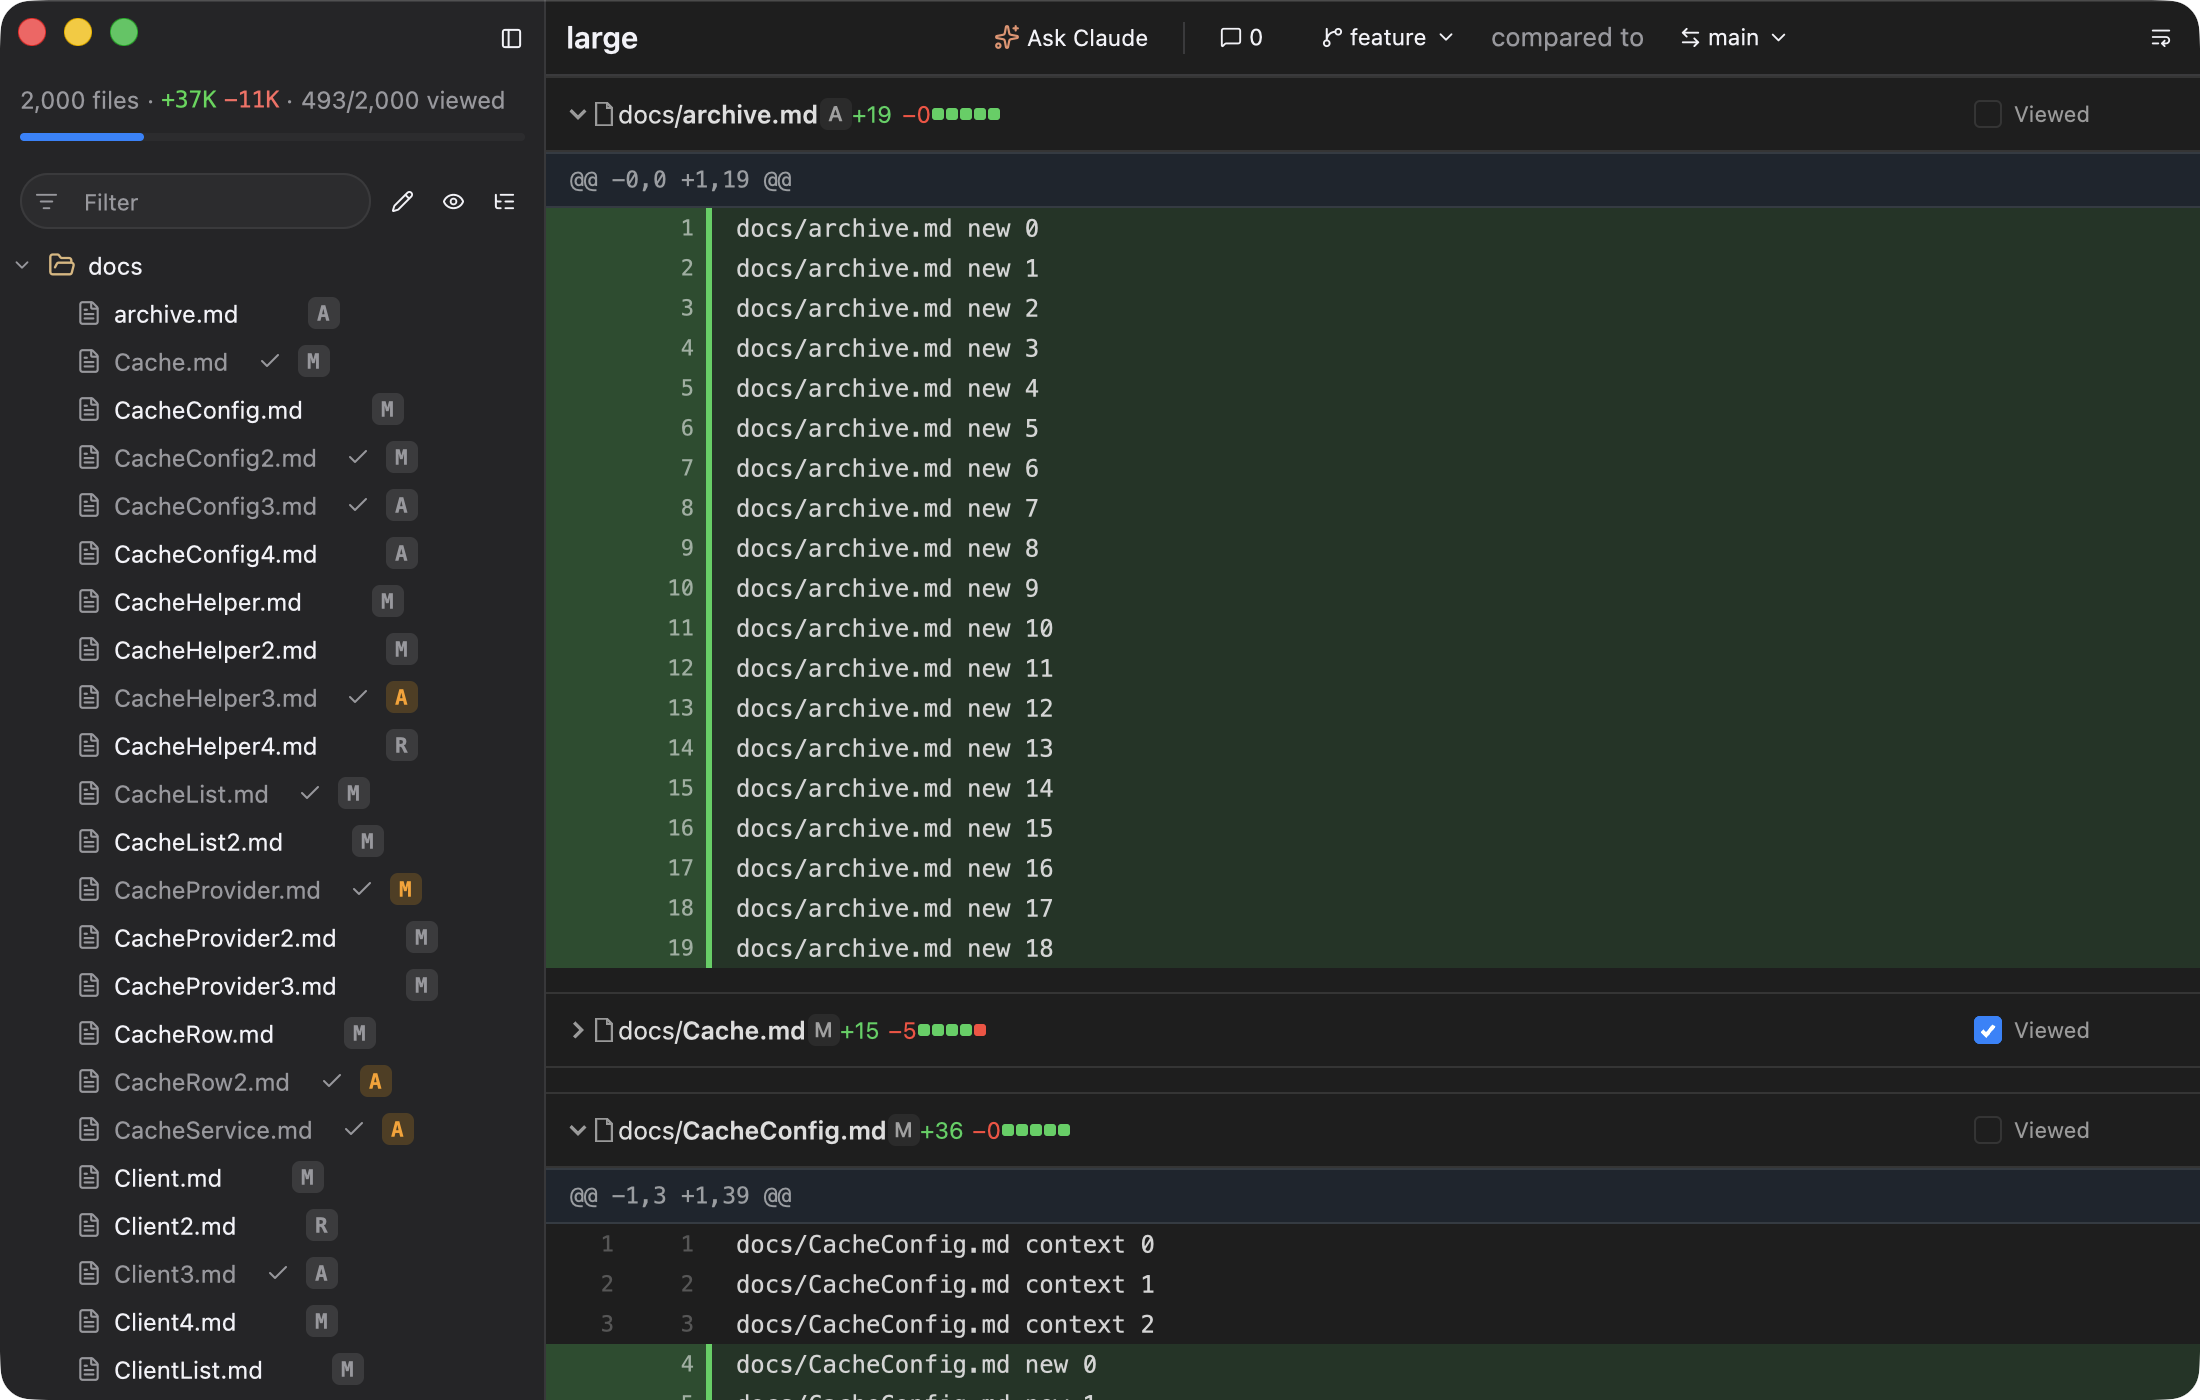 2,000 files · +37K −11K · 493/2,000 viewed
Filter
docs
archive.md A
Cache.md M
CacheConfig.md M
CacheConfig2.md M
CacheConfig3.md A
CacheConfig4.md A
CacheHelper.md M
CacheHelper2.md M
CacheHelper3.md A
CacheHelper4.md R
CacheList.md M
CacheList2.md M
CacheProvider.md M
CacheProvider2.md M
CacheProvider3.md M
CacheRow.md M
CacheRow2.md A
CacheService.md A
Client.md M
Client2.md R
Client3.md A
Client4.md M
ClientList.md M
large Ask Claude 0 feature compared to main
docs/archive.md A +19 −0 Viewed
@@ −0,0 +1,19 @@
1 docs/archive.md new 0
2 docs/archive.md new 1
3 docs/archive.md new 2
4 docs/archive.md new 3
5 docs/archive.md new 4
6 docs/archive.md new 5
7 docs/archive.md new 6
8 docs/archive.md new 7
9 docs/archive.md new 8
10 docs/archive.md new 9
11 docs/archive.md new 10
12 docs/archive.md new 11
13 docs/archive.md new 12
14 docs/archive.md new 13
15 docs/archive.md new 14
16 docs/archive.md new 15
17 docs/archive.md new 16
18 docs/archive.md new 17
19 docs/archive.md new 18
docs/Cache.md M +15 −5 Viewed
docs/CacheConfig.md M +36 −0 Viewed
@@ −1,3 +1,39 @@
1 1 docs/CacheConfig.md context 0
2 2 docs/CacheConfig.md context 1
3 3 docs/CacheConfig.md context 2
4 docs/CacheConfig.md new 0